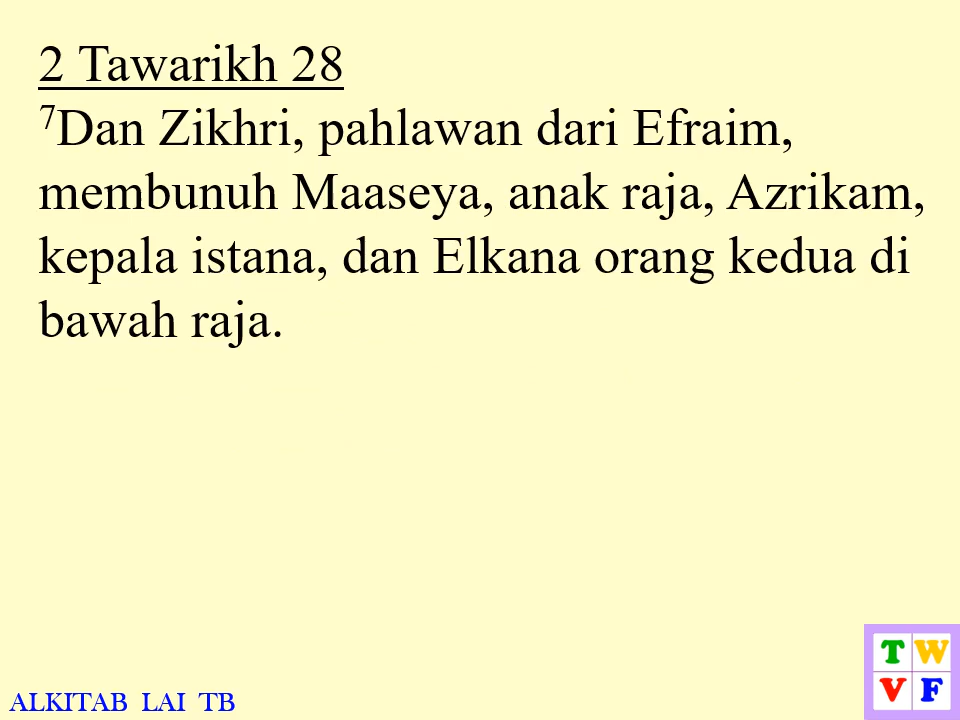 2 Tawarikh 28
7Dan Zikhri, pahlawan dari Efraim,
membunuh Maaseya, anak raja, Azrikam,
kepala istana, dan Elkana orang kedua di
bawah raja.
T W
V F
ALKITAB LAI TB